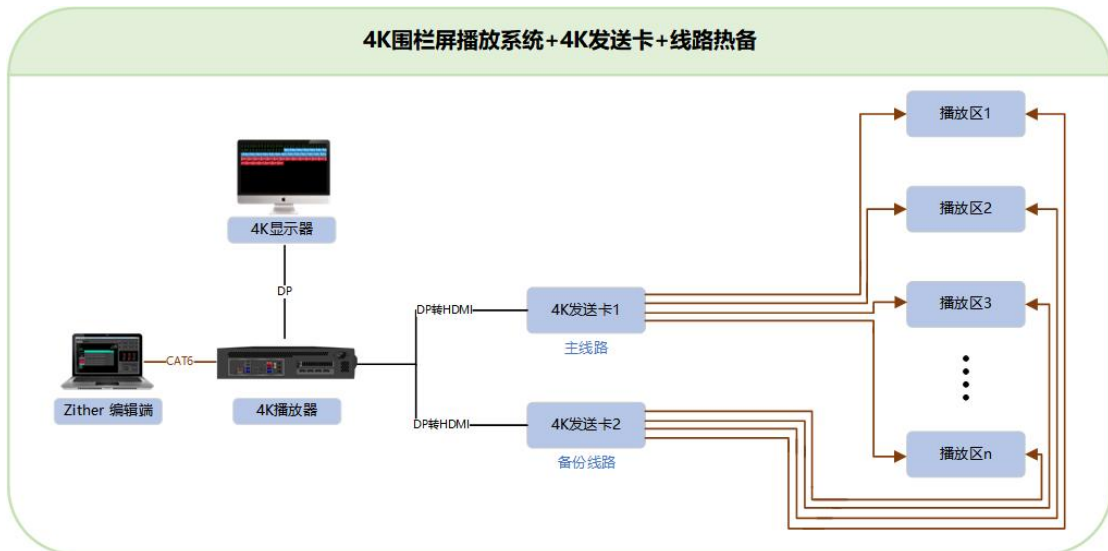 4K围栏屏播放系统+4K发送卡+线路热备
播放区1
4K显示器
播放区2
DP
DP转HDMI
4K发送卡1
播放区3
主线路
CAT6
Zither 编辑端
4K播放器
DP转HDMI
4K发送卡2
备份线路
播放区n